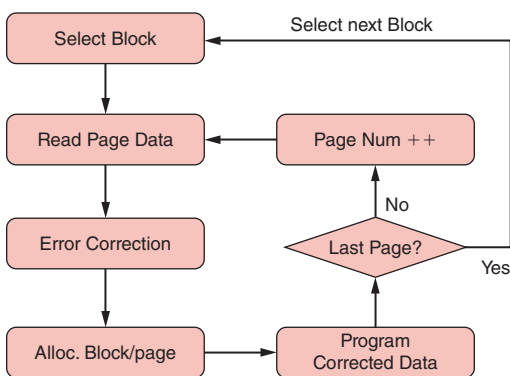 Select next Block
Select Block
Read Page Data
Page Num ++
No
Error Correction
Last Page?
Yes
Alloc. Block/page
Program
Corrected Data